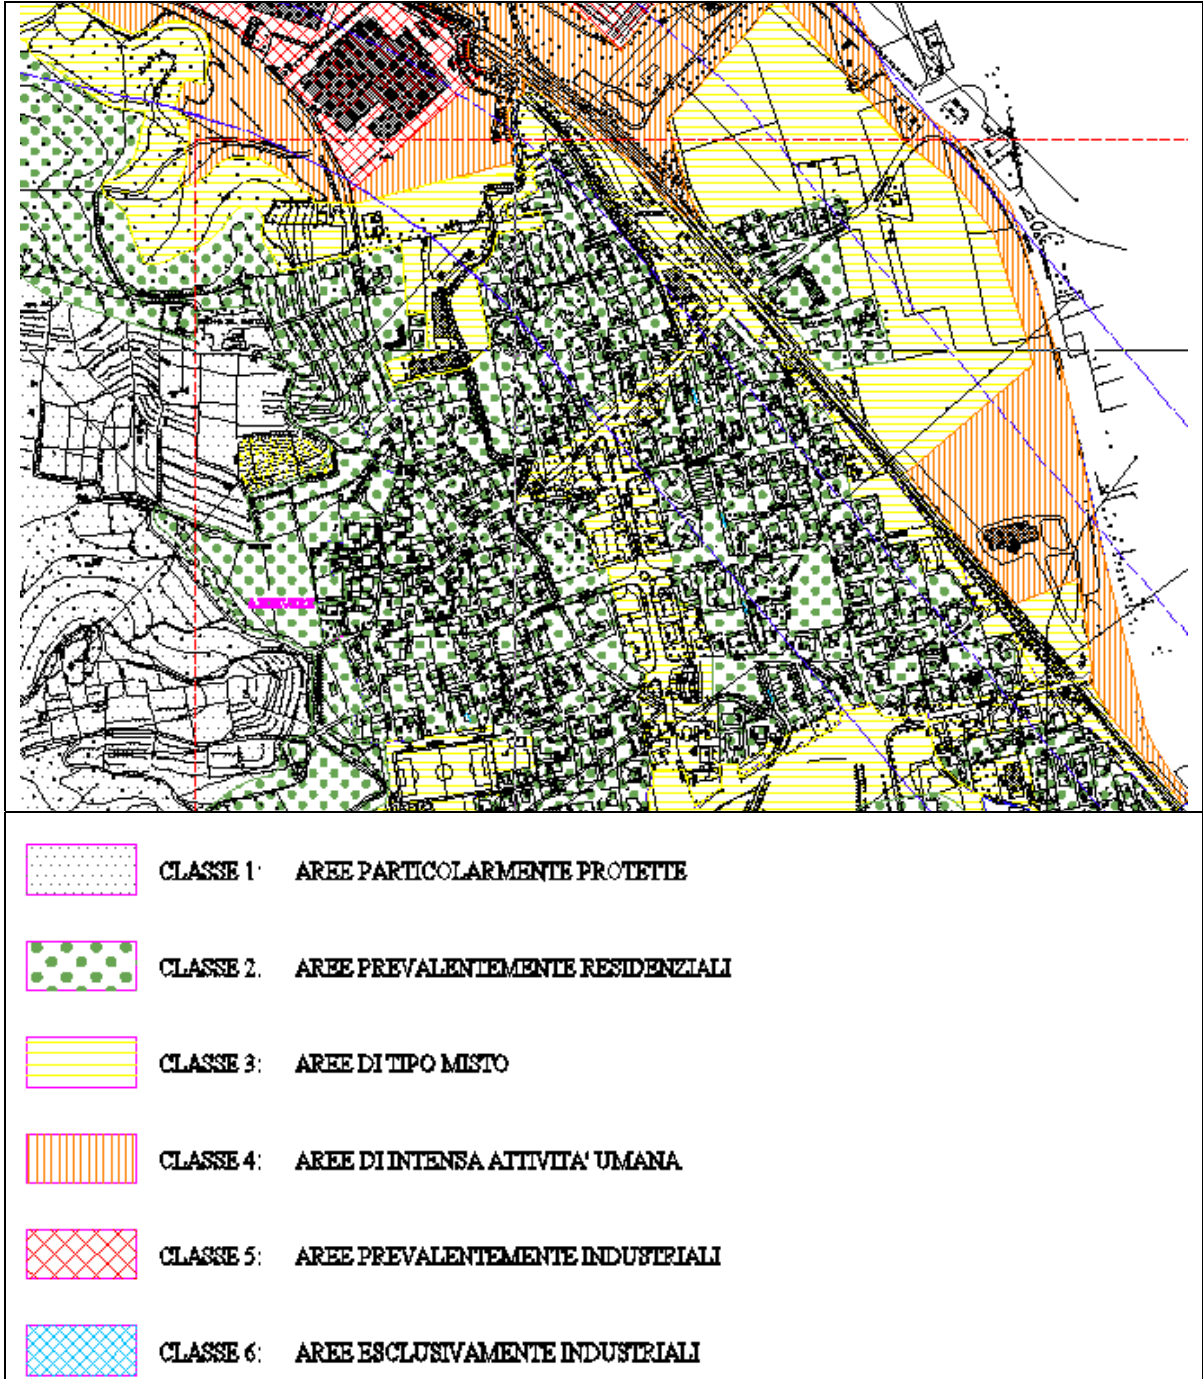 CLASSE 1: AREE PARTICOLARMENTE PROTETTE
CLASSE 2: AREE PREVALENTEMENTE RESIDENZIALI
CLASSE 3: AREE DI TIPO MISTO
CLASSE 4: AREE DI INTENSA ATTIVITA' UMANA
CLASSE 5: AREE PREVALENTEMENTE INDUSTRIALI
CLASSE 6: AREE ESCLUSIVAMENTE INDUSTRIALI